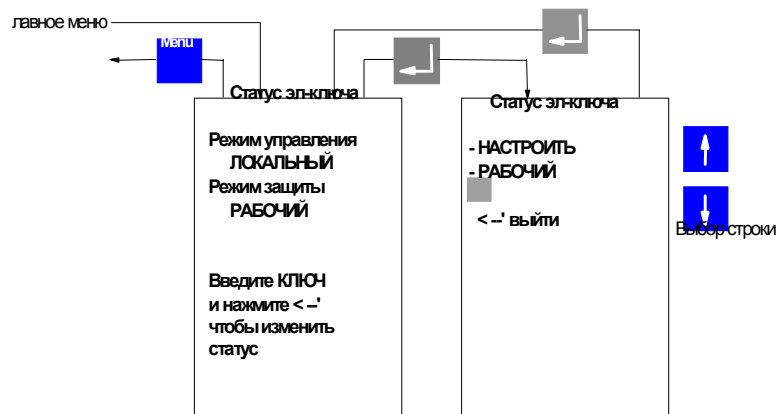 лавное меню
Menu
Статус эл-ключа
Режим управления
ЛОКАЛЬНЫЙ
Режим защиты
РАБОЧИЙ
Введите КЛЮЧ
и нажмите < --'
чтобы изменить
статус
Статус эл-ключа
- НАСТРОИТЬ
- РАБОЧИЙ
< --' выйти
Выбор строки